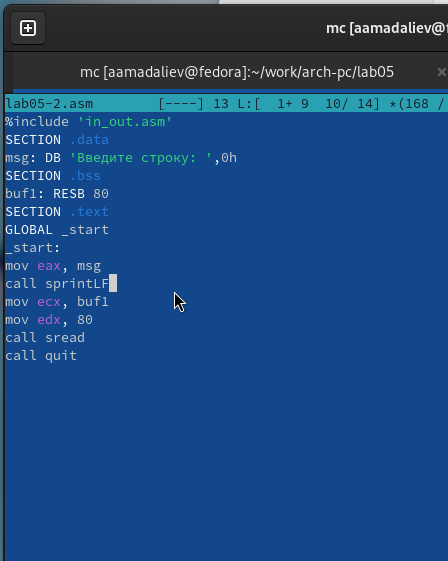 mc [aamadaliev@
mc [aamadaliev@fedora]:~/work/arch-pc/lab05
lab05-2.asm [----] 13 L:[ 1+ 9 10/ 14] *(168 /
%include 'in_out.asm'
SECTION .data
msg: DB 'Введите строку: ',0h
SECTION .bss
buf1: RESB 80
SECTION .text
GLOBAL _start
_start:
mov eax, msg
call sprintLF
mov ecx, buf1
mov edx, 80
call sread
call quit